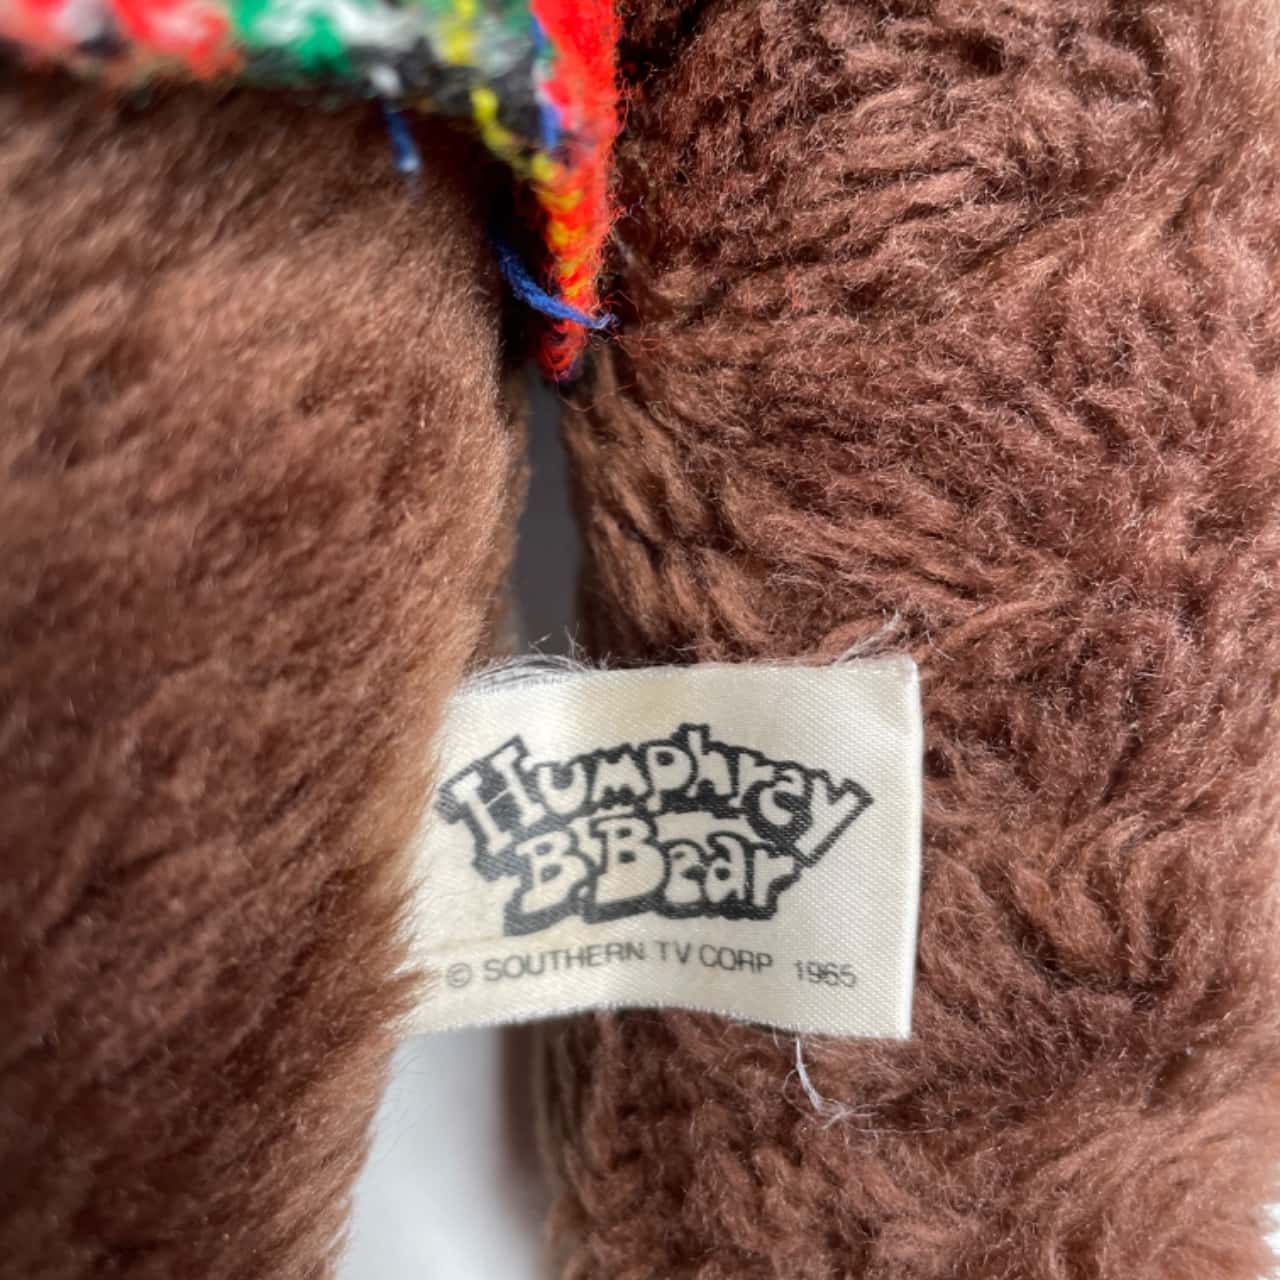 Humphrey
B. Bear
© SOUTHERN TV CORP 1965